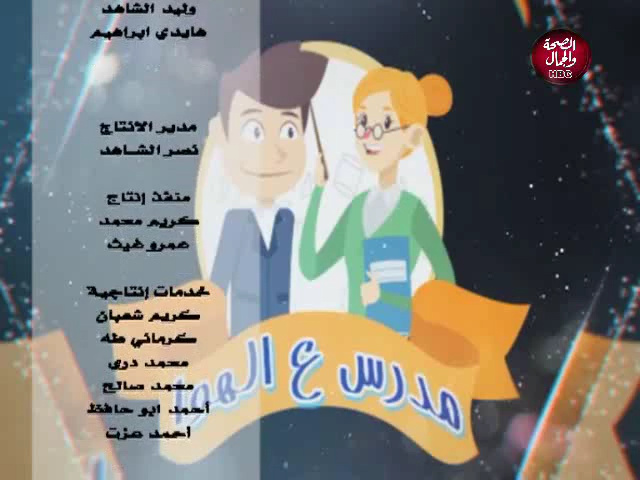 وليد الشاهد
هايدي ابراهيم
مدير الانتاج
نصر الشاهد
منفذ إنتاج
كريم محمد
عمرو غيث
خدمات إنتاجية
كريم شعبان
كرماني طه
محمد دري
محمد صالح
أحمد ابو حافظ
أحمد عزت
مدرس ع الهوا
الصحة
والجمال
HBC